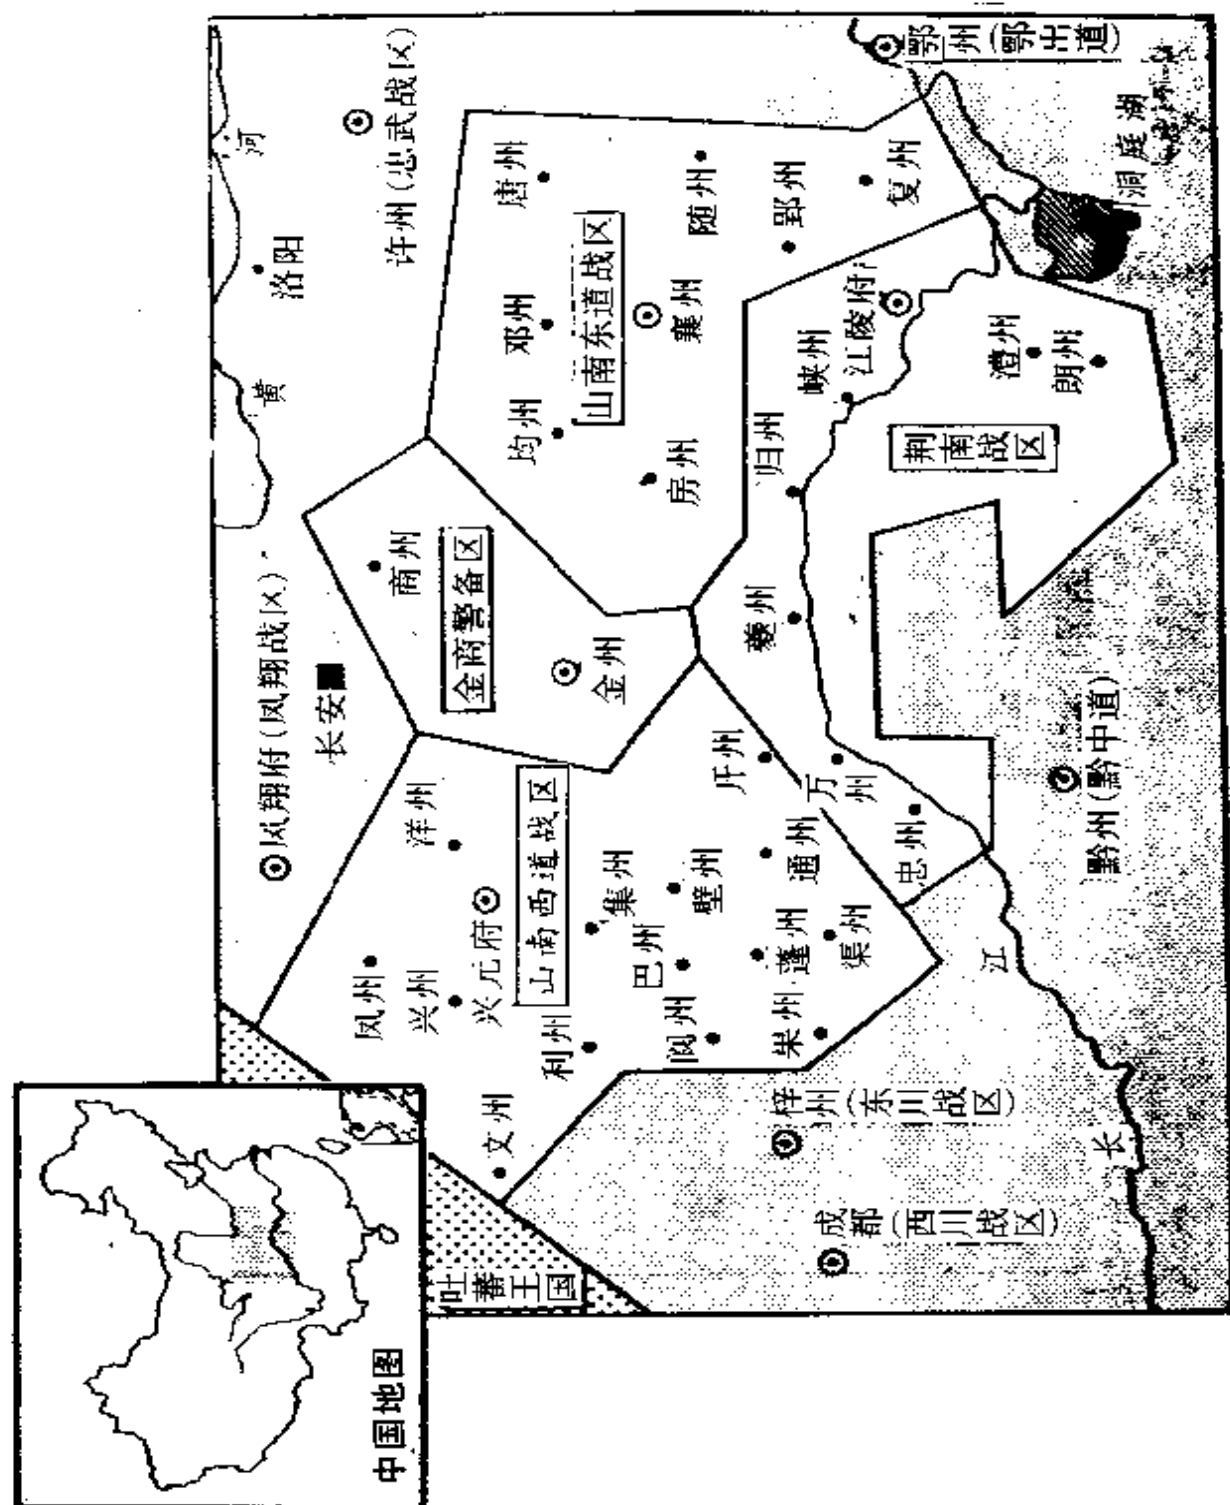 中国地图
吐蕃王国
凤翔府(凤翔战区)
长安
洛阳
黄
河
许州(忠武战区)
商州
金商警备区
金州
唐州
邓州
均州
山南东道战区
襄州
随州
郢州
复州
房州
鄂州(鄂岳道)
凤州
兴州
洋州
兴元府
山南西道战区
文州
利州
集州
巴州
壁州
阆州
通州
蓬州
渠州
果州
开州
万州
忠州
夔州
归州
峡州
江陵府
荆南战区
澧州
朗州
洞庭湖
梓州(东川战区)
成都(西川战区)
黔州(黔中道)
长
江